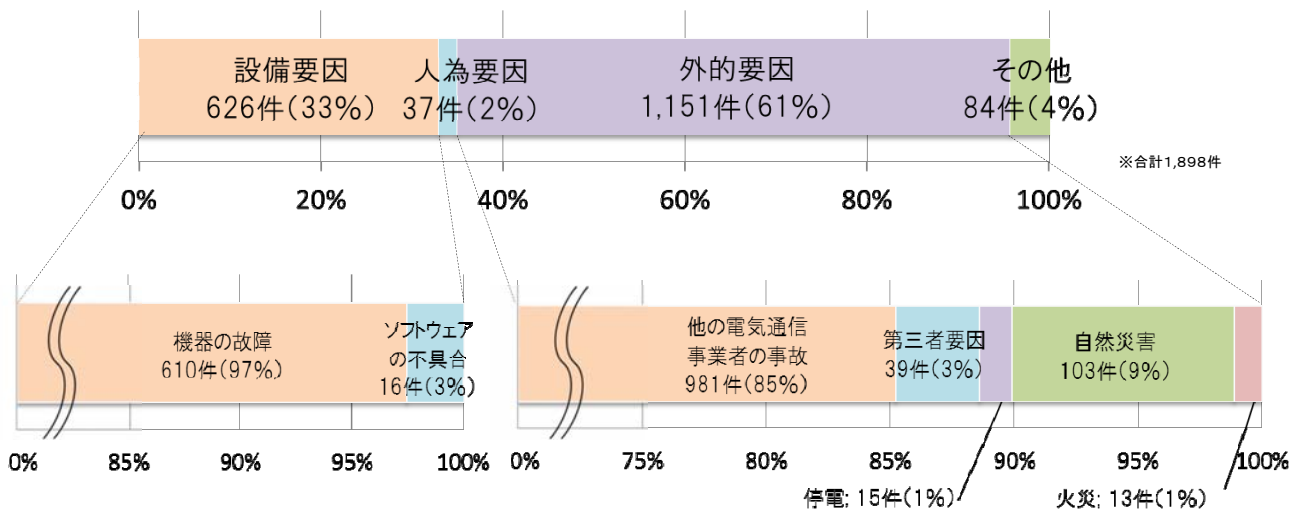 設備要因
626件(33%)
人為要因
37件(2%)
外的要因
1,151件(61%)
その他
84件(4%)
※合計1,898件
0%
20%
40%
60%
80%
100%
機器の故障
610件(97%)
ソフトウェア
の不具合
16件(3%)
他の電気通信
事業者の事故
981件(85%)
第三者要因
39件(3%)
自然災害
103件(9%)
0%
85%
90%
95%
100%
0%
75%
80%
85%
90%
95%
100%
停電; 15件(1%)
火災; 13件(1%)